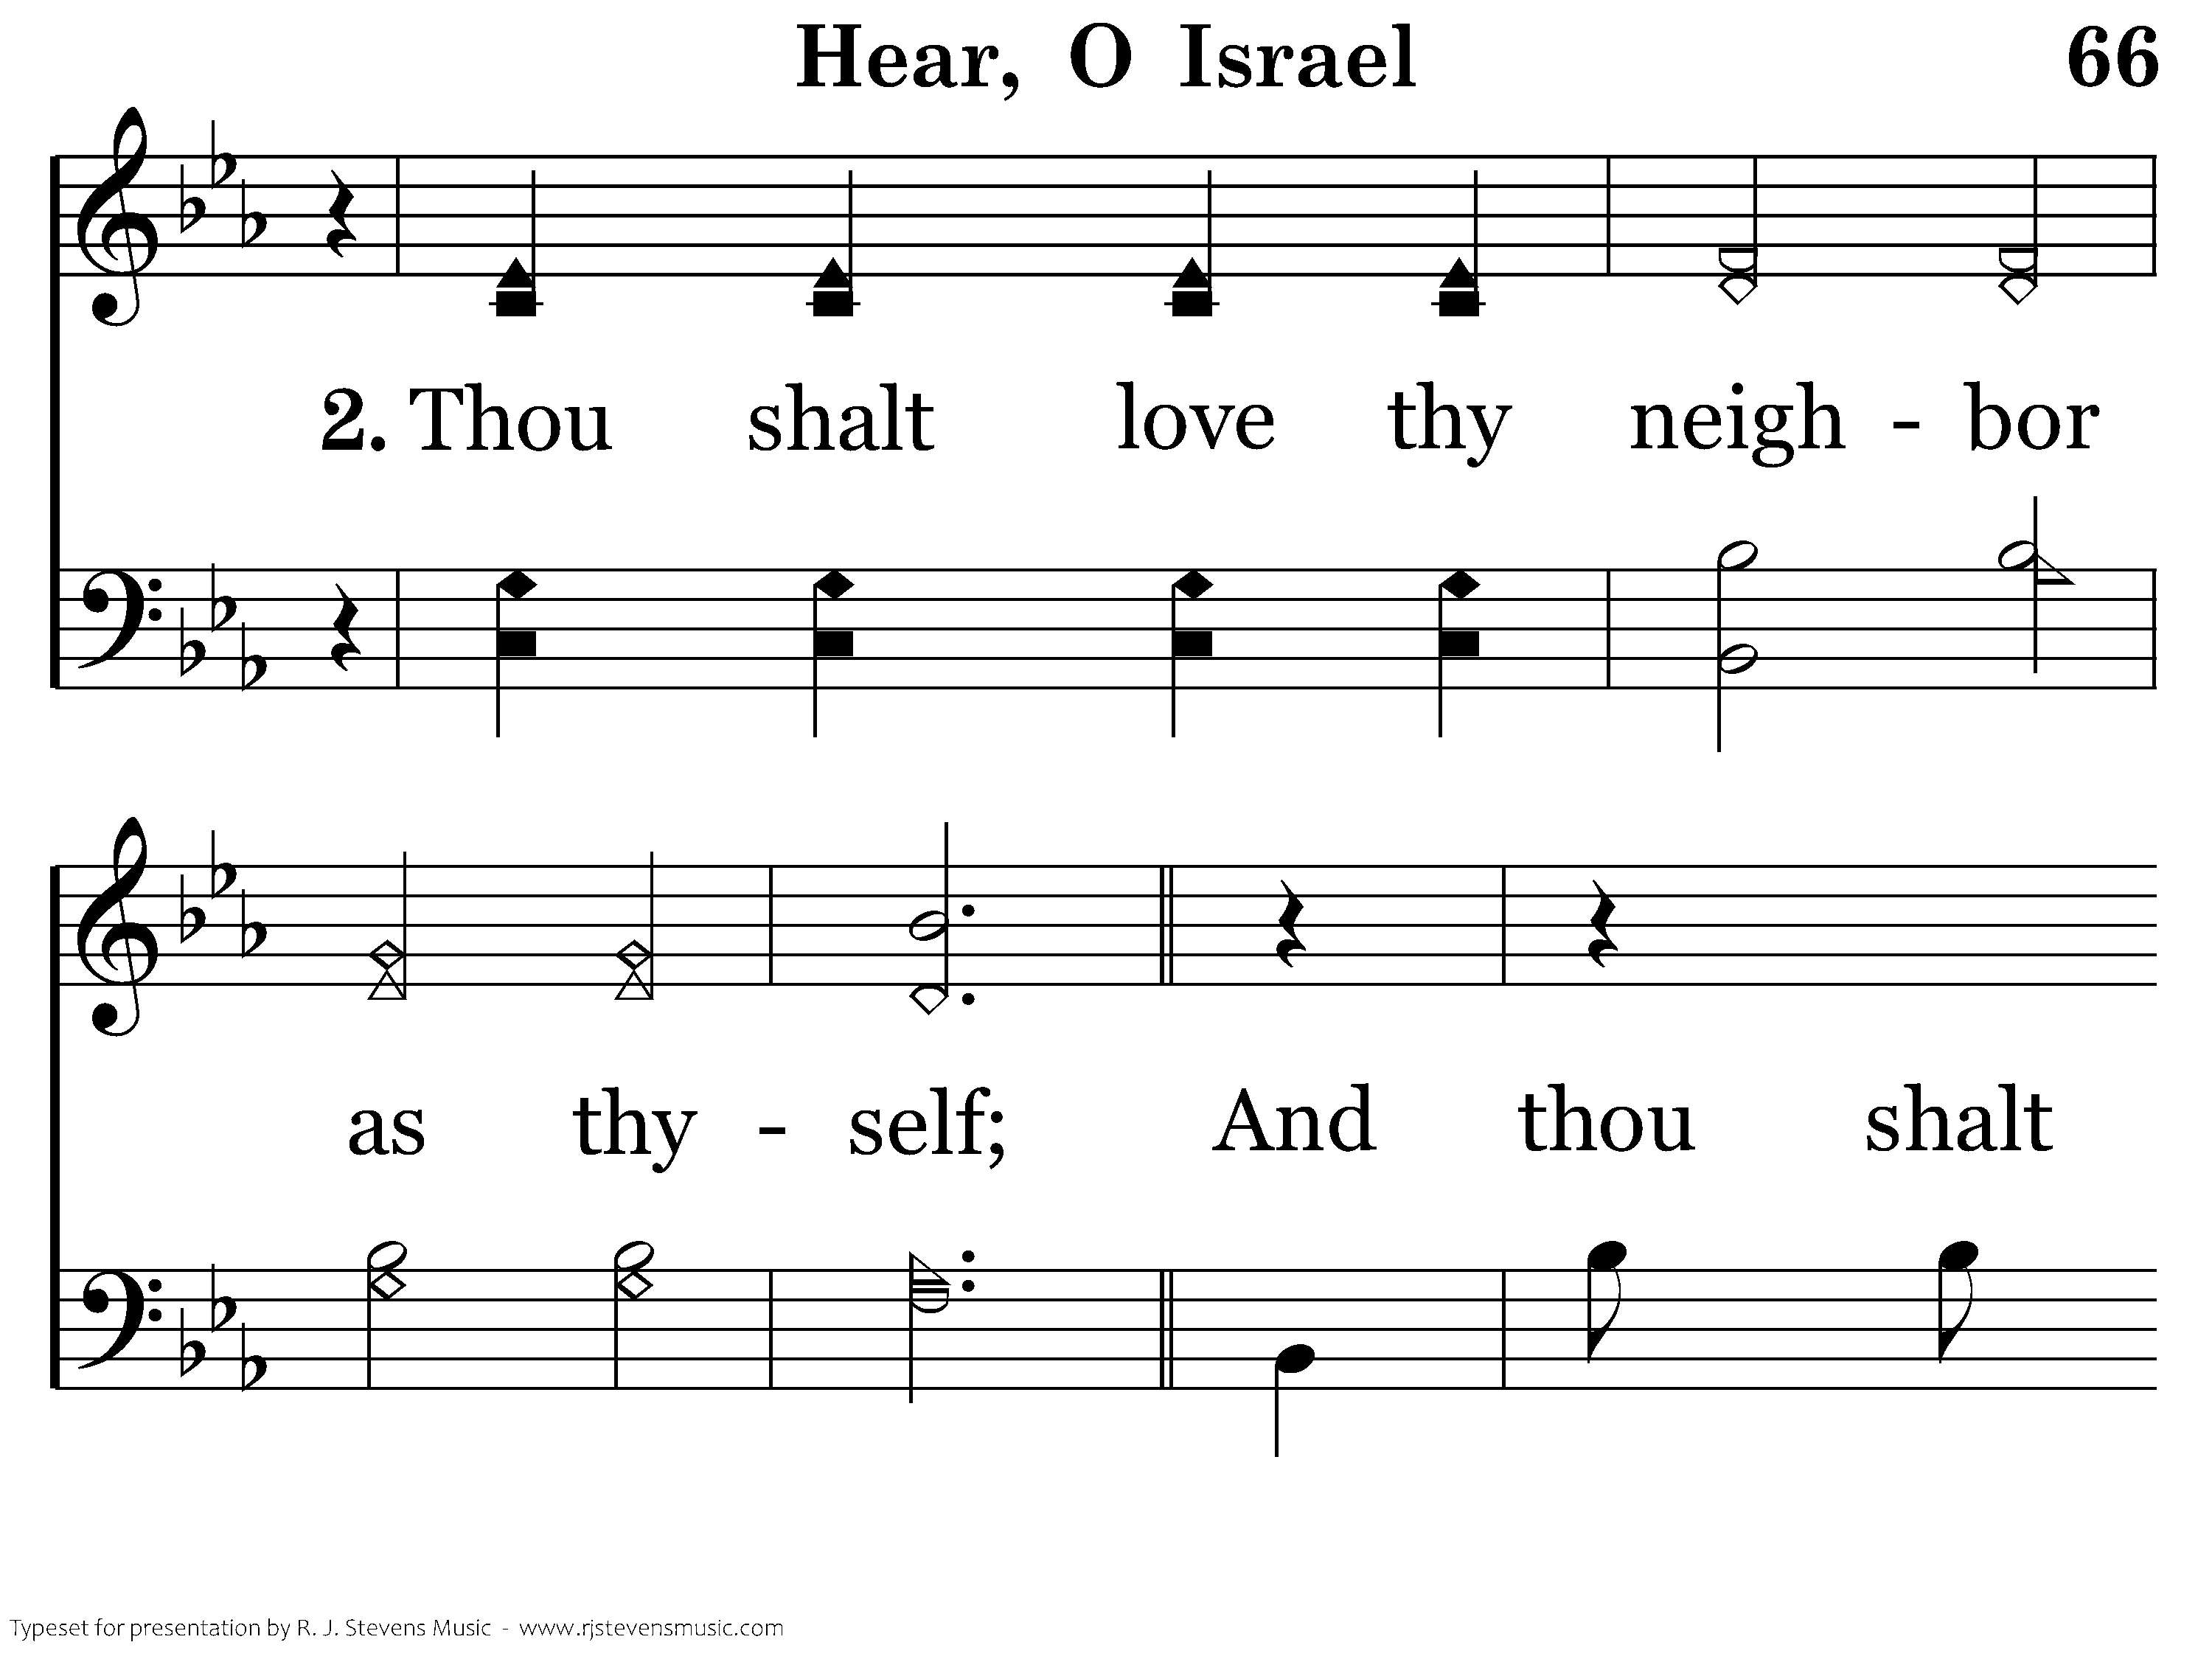 Hear, O Israel 66
2. Thou shalt love thy neigh - bor
as thy - self; And thou shalt
Typeset for presentation by R. J. Stevens Music - www.rjstevensmusic.com